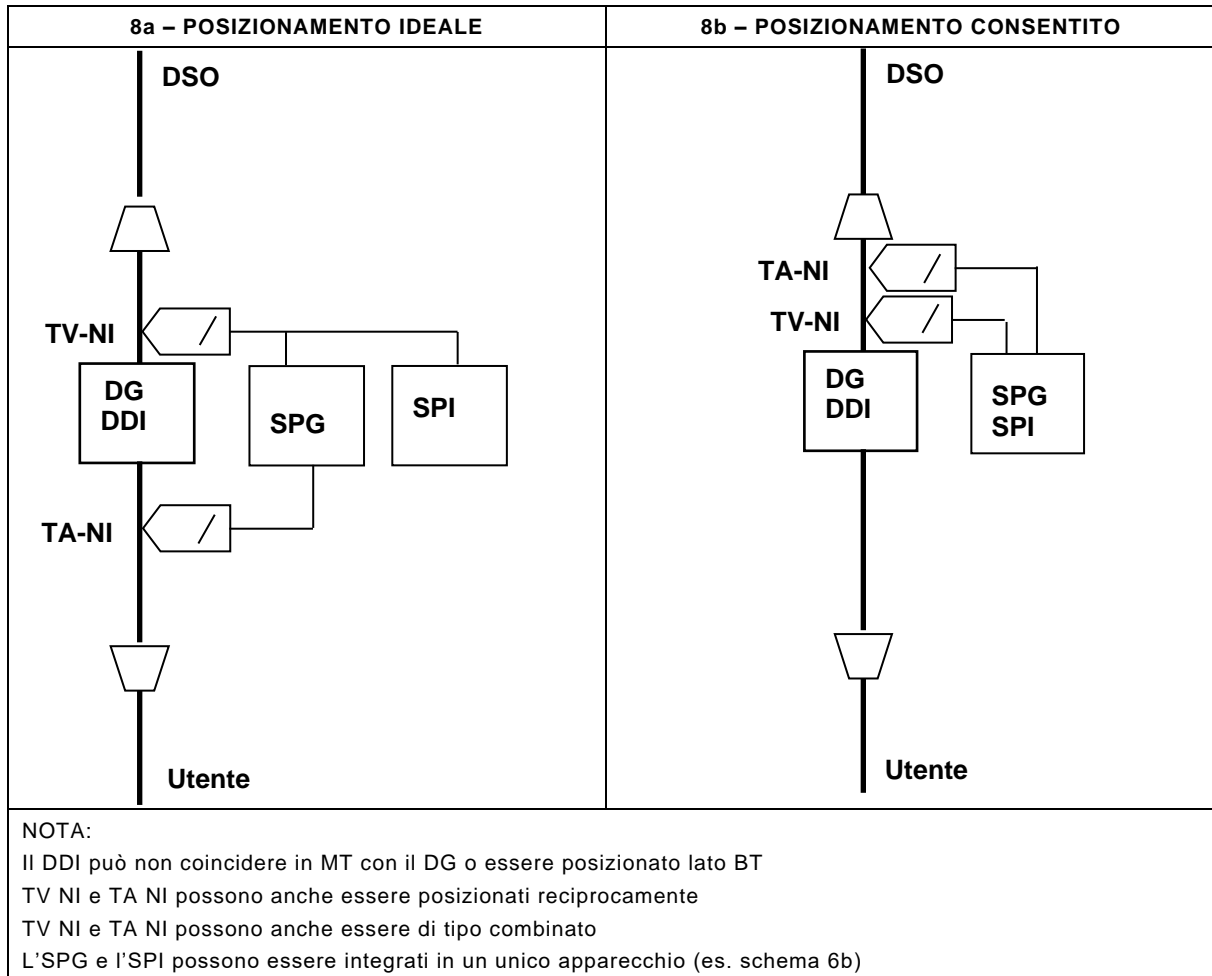 8a – POSIZIONAMENTO IDEALE
8b – POSIZIONAMENTO CONSENTITO
DSO
TV-NI
DG
DDI
SPG
SPI
TA-NI
Utente
DSO
TA-NI
TV-NI
DG
DDI
SPG
SPI
Utente
NOTA:
Il DDI può non coincidere in MT con il DG o essere posizionato lato BT
TV NI e TA NI possono anche essere posizionati reciprocamente
TV NI e TA NI possono anche essere di tipo combinato
L'SPG e l'SPI possono essere integrati in un unico apparecchio (es. schema 6b)